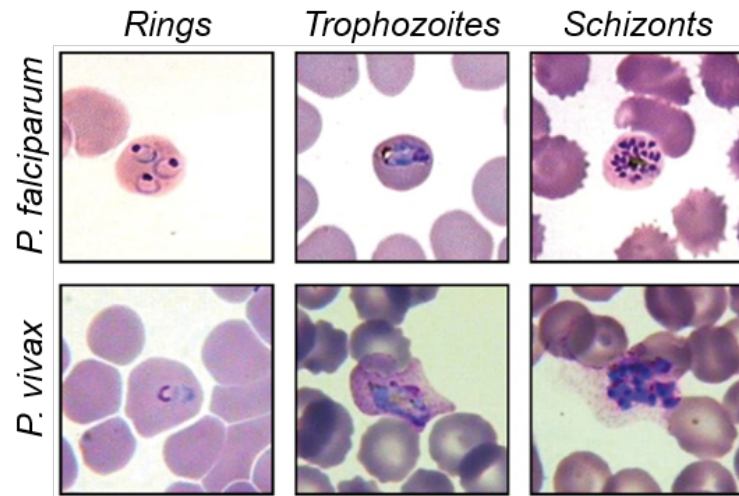 Rings
Trophozoites
Schizonts
P. falciparum
P. vivax